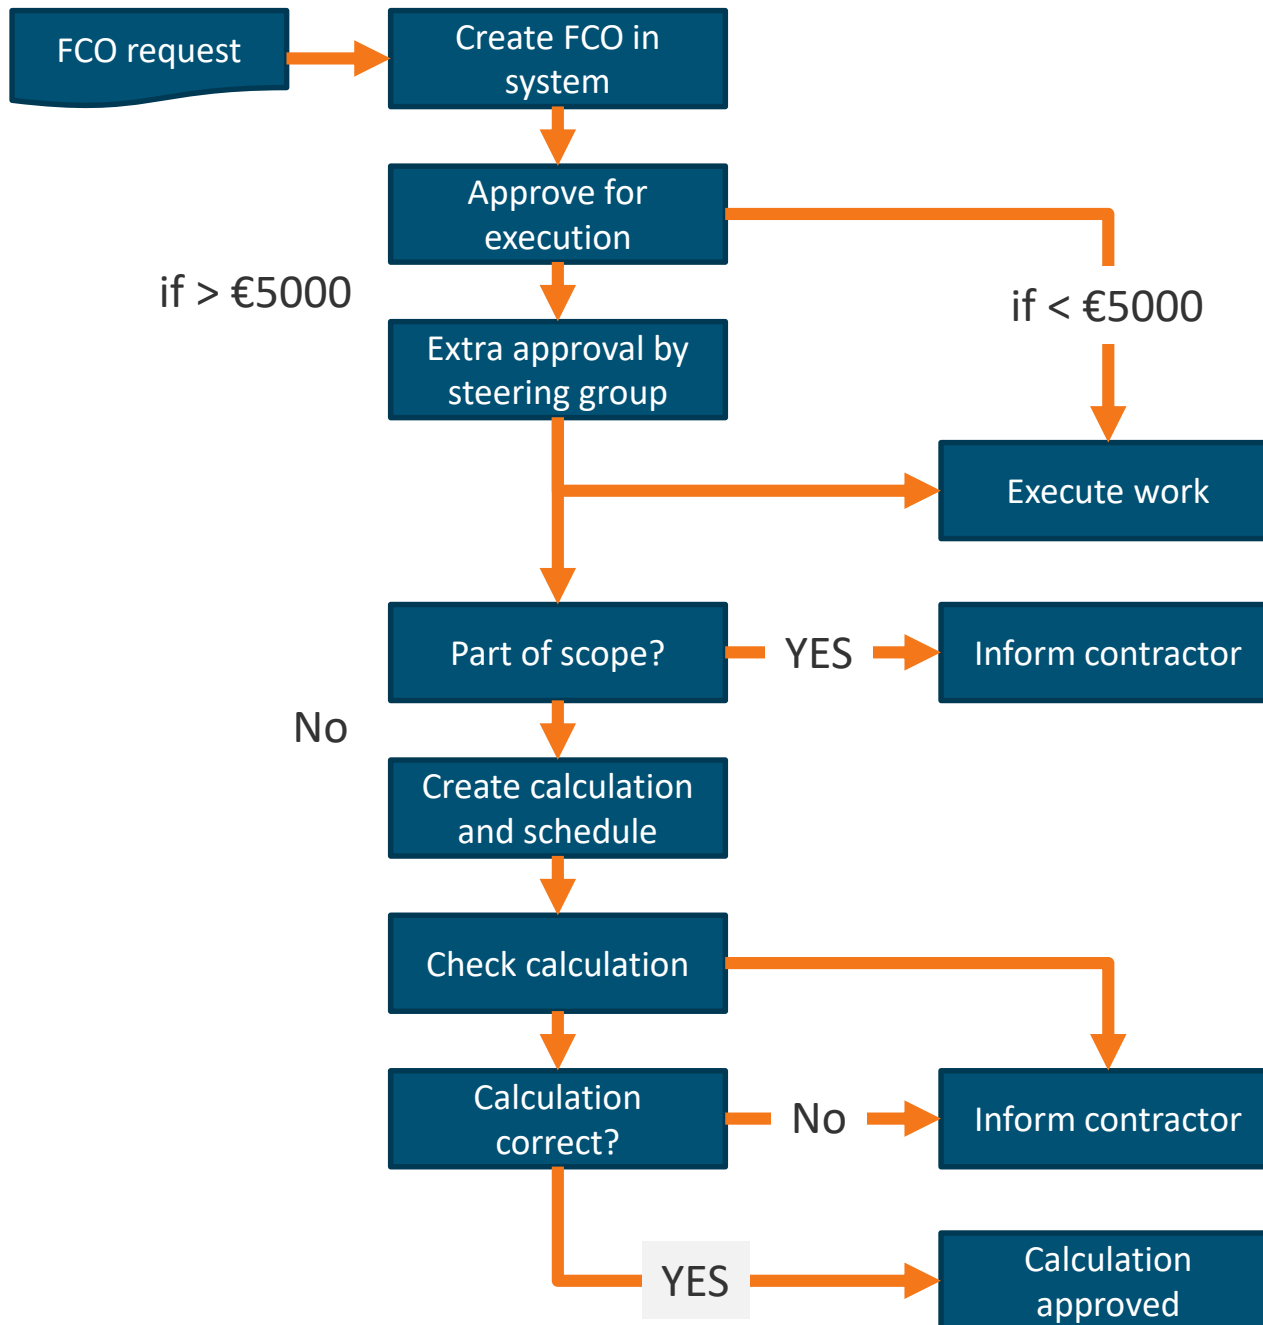 FCO request
Create FCO in
system
Approve for
execution
if > €5000
if < €5000
Extra approval by
steering group
Execute work
Part of scope?
YES
Inform contractor
No
Create calculation
and schedule
Check calculation
Calculation
correct?
No
Inform contractor
YES
Calculation
approved